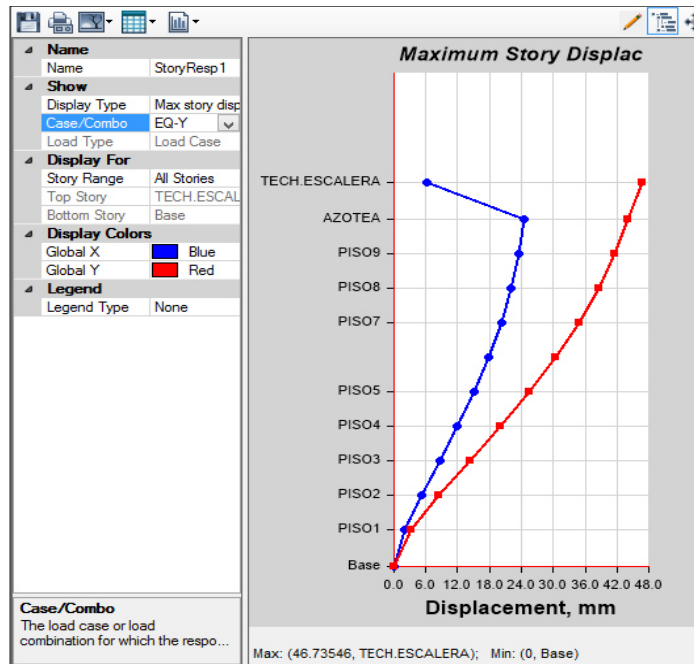 Name
Name StoryResp1
Show
Display Type Max story disp
Case/Combo EQ-Y
Load Type Load Case
Display For
Story Range All Stories
Top Story TECH.ESCAL
Bottom Story Base
Display Colors
Global X Blue
Global Y Red
Legend
Legend Type None
Case/Combo
The load case or load
combination for which the respo...
Maximum Story Displac
TECH.ESCALERA
AZOTEA
PISO9
PISO8
PISO7
PISO5
PISO4
PISO3
PISO2
PISO1
Base
0.0 6.0 12.0 18.0 24.0 30.0 36.0 42.0 48.0
Displacement, mm
Max: (46.73546, TECH.ESCALERA); Min: (0, Base)